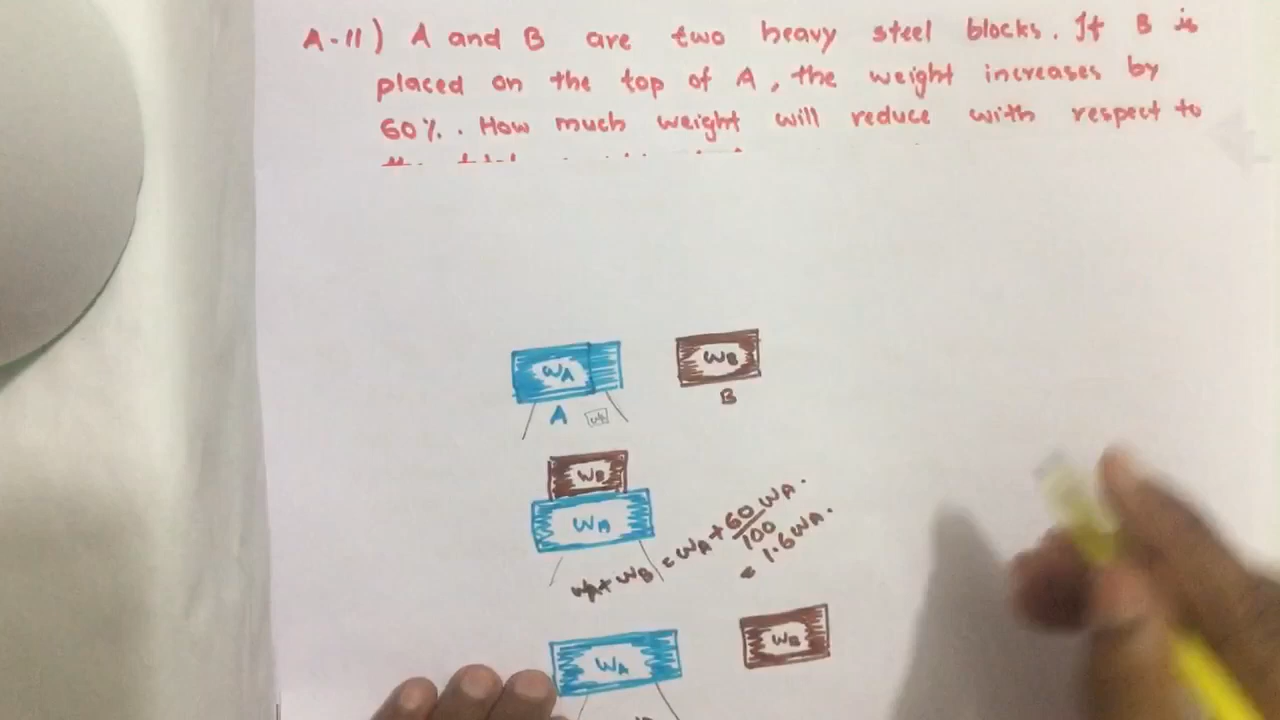 A-11) A and B are two heavy steel blocks. If B is
placed on the top of A, the weight increases by
60%. How much weight will reduce with respect to
WA
WB
A
B
WB
WA
WA+WB = WA + 60/100 WA.
= 1.6WA.
WA
WB